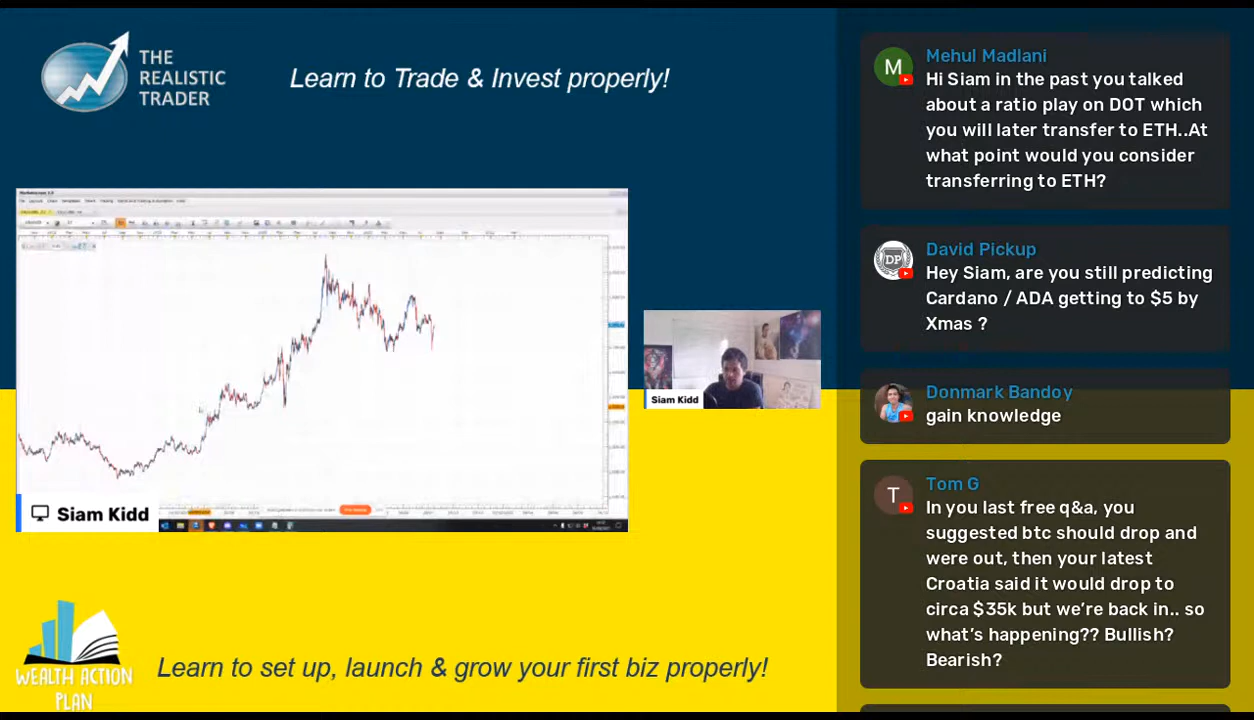 THE
REALISTIC
TRADER
Learn to Trade & Invest properly!
Siam Kidd
Siam Kidd
WEALTH ACTION
PLAN
Learn to set up, launch & grow your first biz properly!
M
Mehul Madlani
Hi Siam in the past you talked
about a ratio play on DOT which
you will later transfer to ETH..At
what point would you consider
transferring to ETH?
DP
David Pickup
Hey Siam, are you still predicting
Cardano / ADA getting to $5 by
Xmas ?
Donmark Bandoy
gain knowledge
T
Tom G
In you last free q&a, you
suggested btc should drop and
were out, then your latest
Croatia said it would drop to
circa $35k but we’re back in.. so
what’s happening?? Bullish?
Bearish?